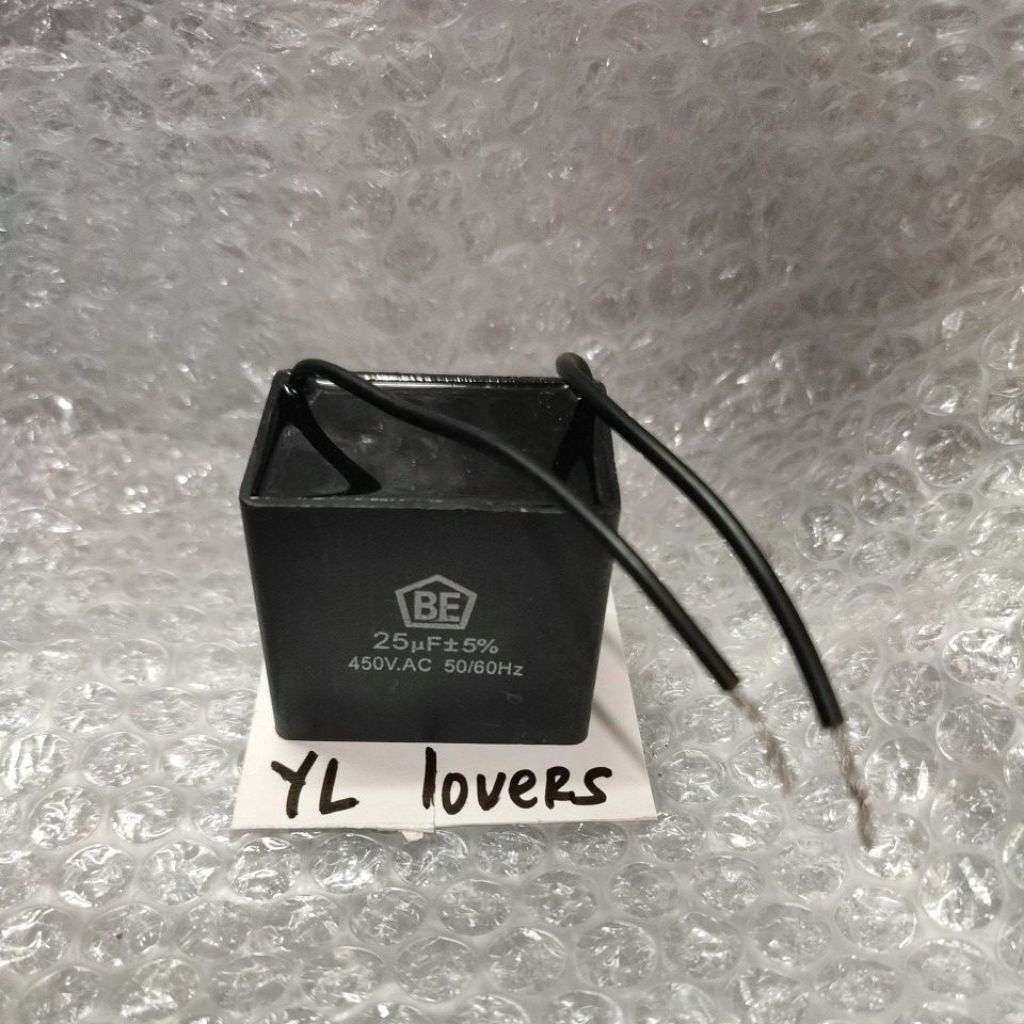 BE
25µF±5%
450V.AC 50/60Hz
YL lovers